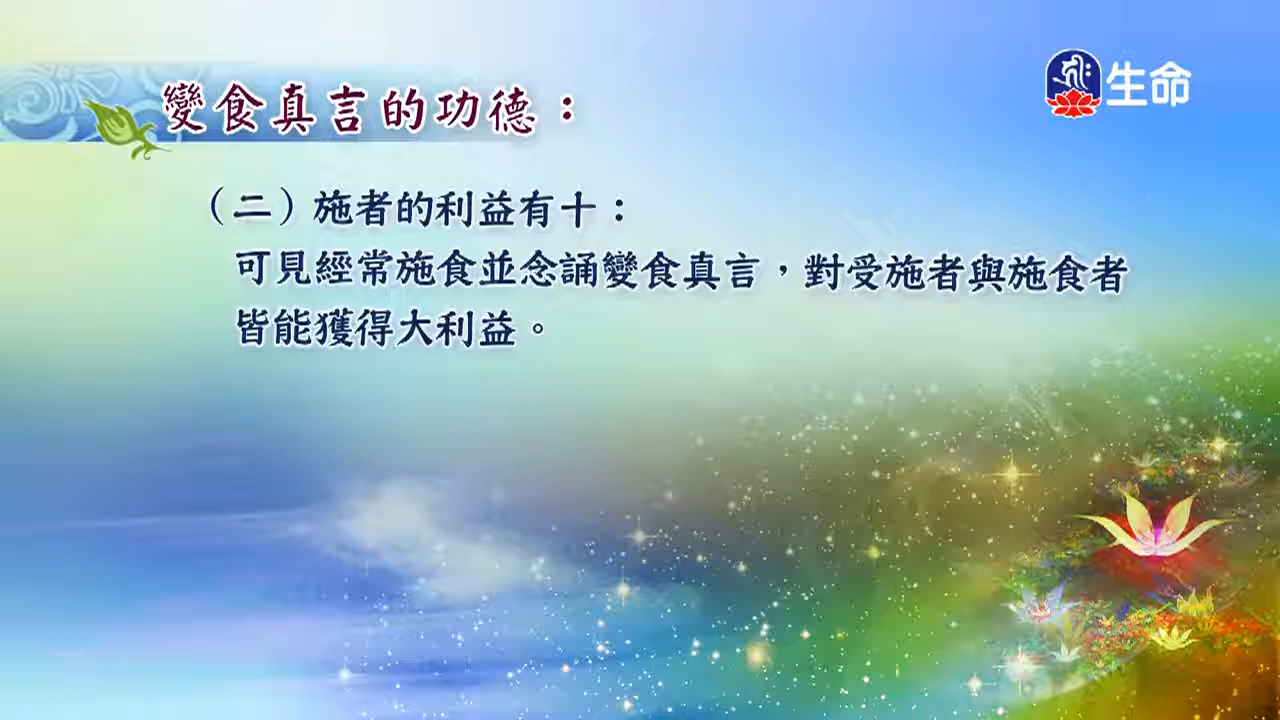 變食真言的功德：
生命
（二）施者的利益有十：
可見經常施食並念誦變食真言，對受施者與施食者
皆能獲得大利益。